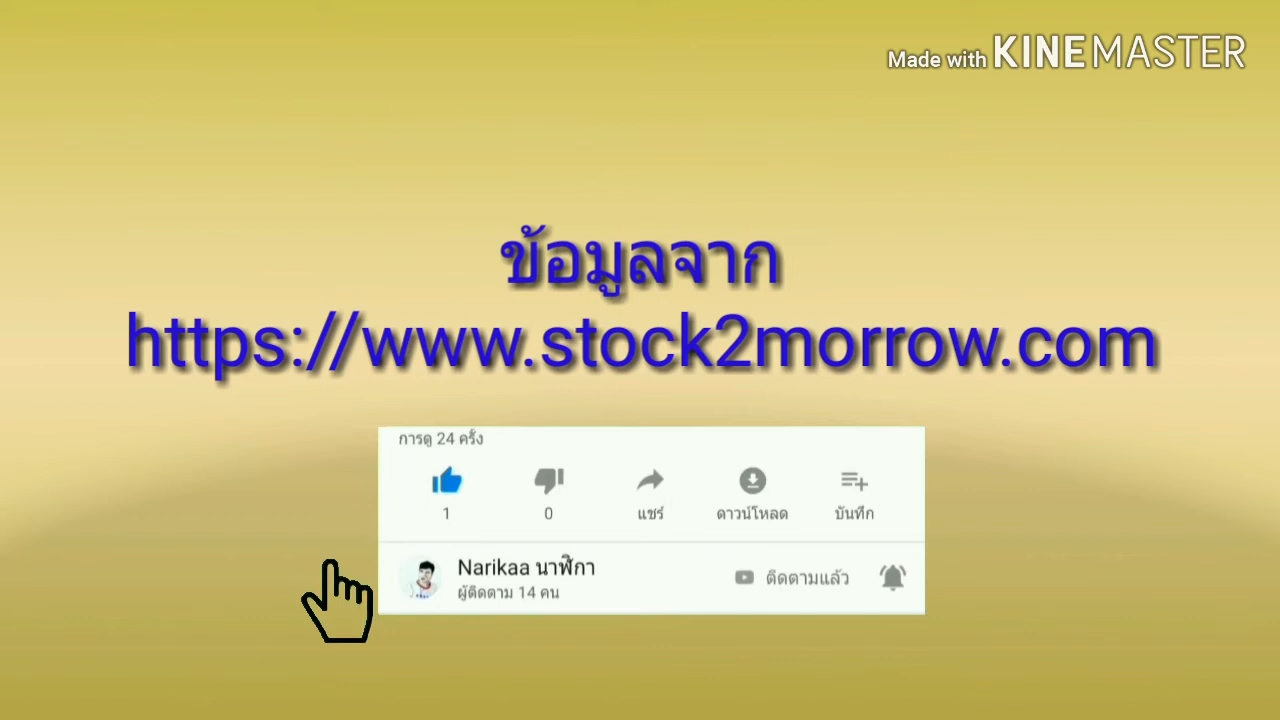 Made with KINEMASTER
ข้อมูลจาก
https://www.stock2morrow.com
การดู 24 ครั้ง
1 0 แชร์ ดาวน์โหลด บันทึก
Narikaa นาฬิกา
ผู้ติดตาม 14 คน
ติดตามแล้ว